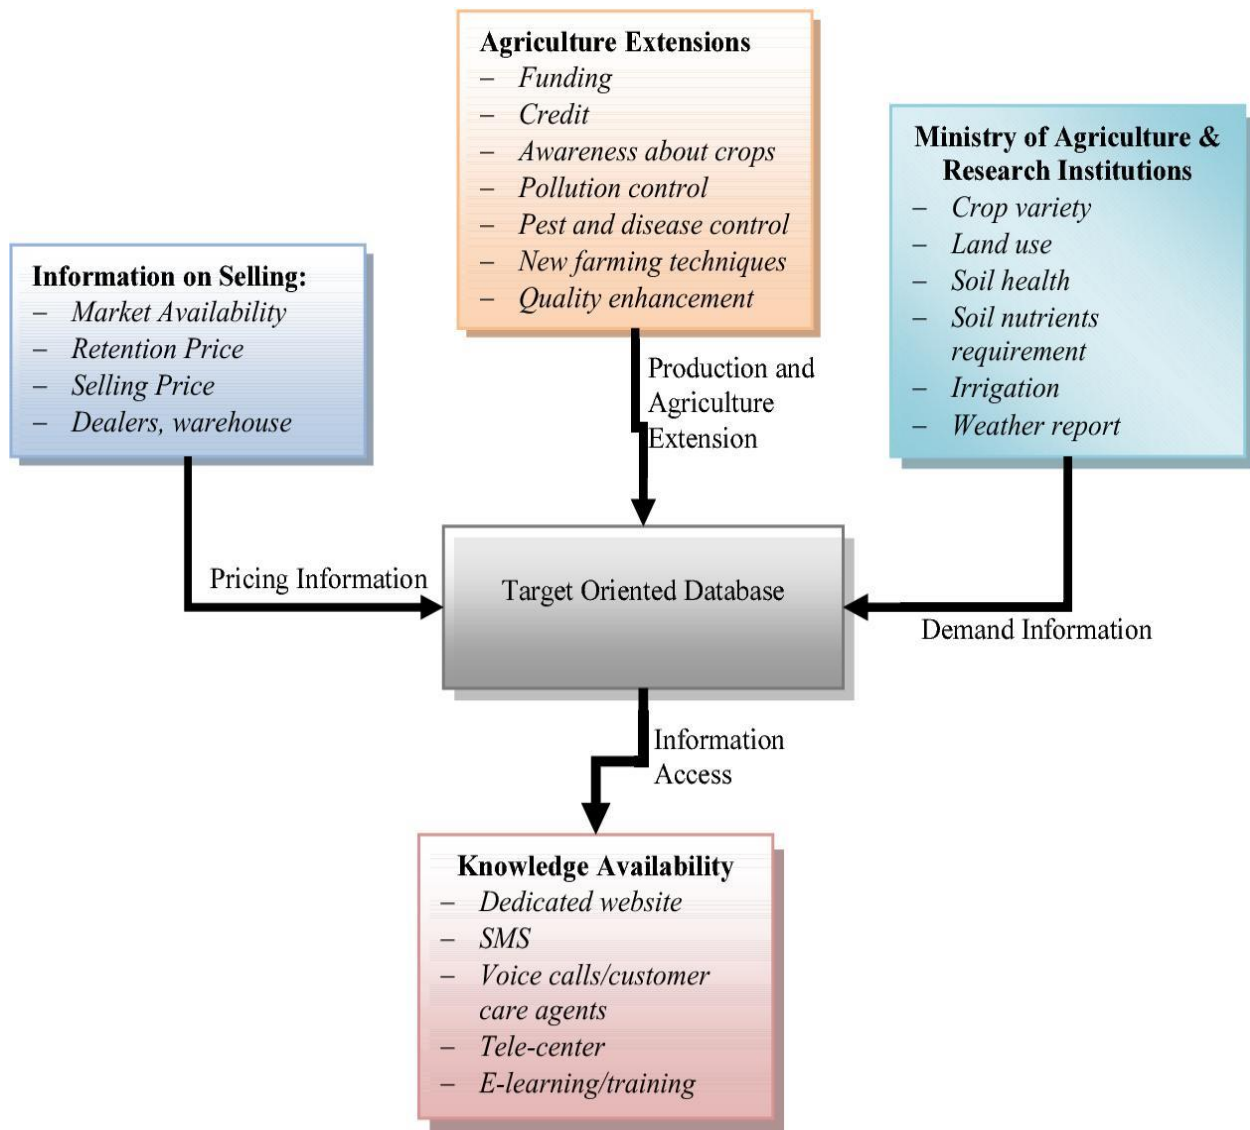 Agriculture Extensions
– Funding
– Credit
– Awareness about crops
– Pollution control
– Pest and disease control
– New farming techniques
– Quality enhancement
Ministry of Agriculture &
Research Institutions
– Crop variety
– Land use
– Soil health
– Soil nutrients
requirement
– Irrigation
– Weather report
Information on Selling:
– Market Availability
– Retention Price
– Selling Price
– Dealers, warehouse
Production and
Agriculture
Extension
Pricing Information
Target Oriented Database
Demand Information
Information
Access
Knowledge Availability
– Dedicated website
– SMS
– Voice calls/customer
care agents
– Tele-center
– E-learning/training